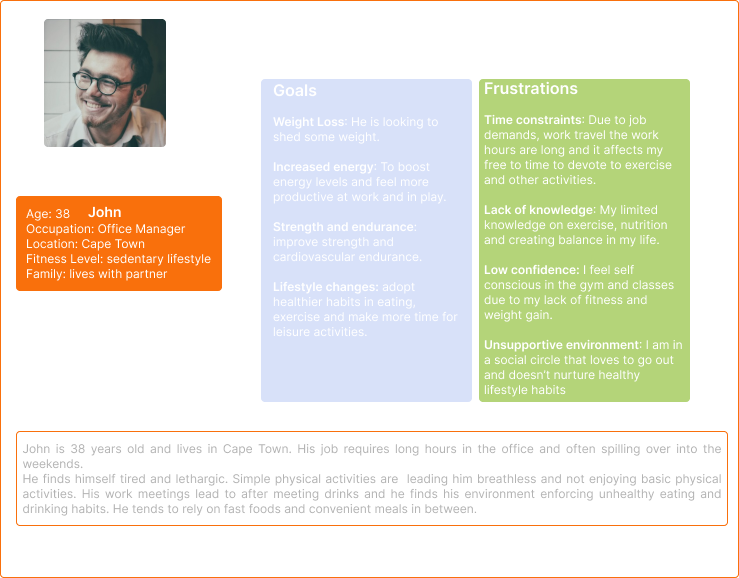 Goals
Weight Loss: He is looking to
shed some weight.
Increased energy: To boost
energy levels and feel more
productive at work and in play.
Strength and endurance:
improve strength and
cardiovascular endurance.
Lifestyle changes: adopt
healthier habits in eating,
exercise and make more time for
leisure activities.
Frustrations
Time constraints: Due to job
demands, work travel the work
hours are long and it affects my
free to time to devote to exercise
and other activities.
Lack of knowledge: My limited
knowledge on exercise, nutrition
and creating balance in my life.
Low confidence: I feel self
conscious in the gym and classes
due to my lack of fitness and
weight gain.
Unsupportive environment: I am in
a social circle that loves to go out
and doesn't nurture healthy
lifestyle habits
Age: 38 John
Occupation: Office Manager
Location: Cape Town
Fitness Level: sedentary lifestyle
Family: lives with partner
John is 38 years old and lives in Cape Town. His job requires long hours in the office and often spilling over into the
weekends.
He finds himself tired and lethargic. Simple physical activities are leading him breathless and not enjoying basic physical
activities. His work meetings lead to after meeting drinks and he finds his environment enforcing unhealthy eating and
drinking habits. He tends to rely on fast foods and convenient meals in between.